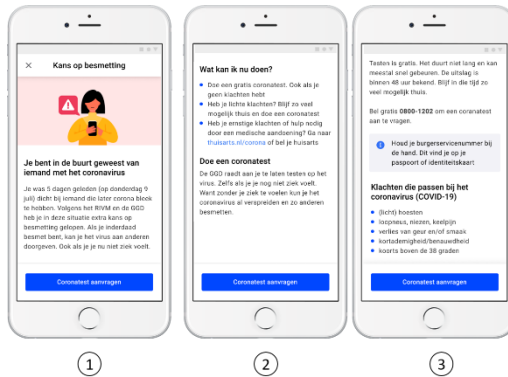 × Kans op besmetting
Je bent in de buurt geweest van
iemand met het coronavirus
Je was 5 dagen geleden (op donderdag 9
juli) dicht bij iemand die later corona bleek
te hebben. Volgens het RIVM en de GGD
heb je in deze situatie extra kans op
besmetting gelopen. Als je inderdaad
besmet bent, kan je het virus aan anderen
doorgeven. Ook als je je nu niet ziek voelt.
Coronatest aanvragen
1
Wat kan ik nu doen?
• Doe een gratis coronatest. Ook als je
geen klachten hebt
• Heb je lichte klachten? Blijf zo veel
mogelijk thuis en doe een coronatest
• Heb je ernstige klachten of hulp nodig
door een medische aandoening? Ga naar
thuisarts.nl/corona of bel je huisarts
Doe een coronatest
De GGD raadt aan je te laten testen op het
virus. Zelfs als je je nog niet ziek voelt.
Want zonder je ziek te voelen kun je het
coronavirus al verspreiden en zo anderen
besmetten.
Coronatest aanvragen
2
Testen is gratis. Het duurt niet lang en kan
meestal snel gebeuren. De uitslag is
binnen 48 uur bekend. Blijf in die tijd zo
veel mogelijk thuis.
Bel gratis 0800-1202 om een coronatest
aan te vragen.
Houd je burgerservicenummer bij
de hand. Dit vind je op je
paspoort of identiteitskaart
Klachten die passen bij het
coronavirus (COVID-19)
• (licht) hoesten
• loopneus, niezen, keelpijn
• verlies van geur en/of smaak
• kortademigheid/benauwdheid
• koorts boven de 38 graden
Coronatest aanvragen
3